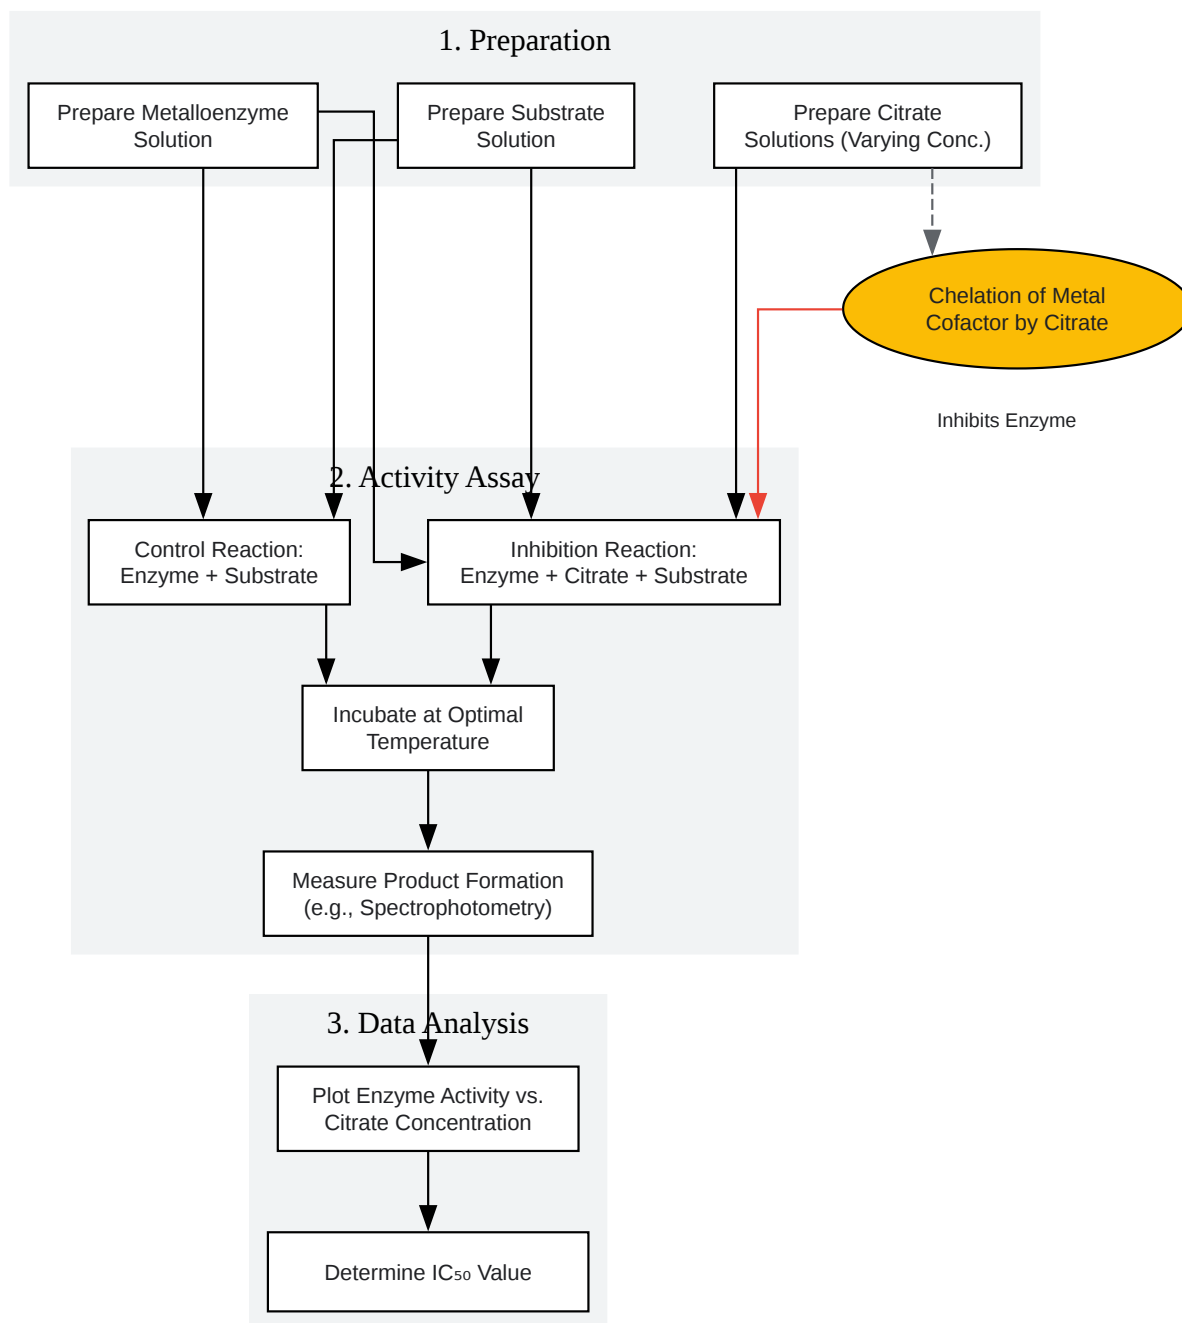 1. Preparation
Prepare Metalloenzyme
Solution
Prepare Substrate
Solution
Prepare Citrate
Solutions (Varying Conc.)
Chelation of Metal
Cofactor by Citrate
Inhibits Enzyme
2. Activity Assay
Control Reaction:
Enzyme + Substrate
Inhibition Reaction:
Enzyme + Citrate + Substrate
Incubate at Optimal
Temperature
Measure Product Formation
(e.g., Spectrophotometry)
3. Data Analysis
Plot Enzyme Activity vs.
Citrate Concentration
Determine IC₅₀ Value